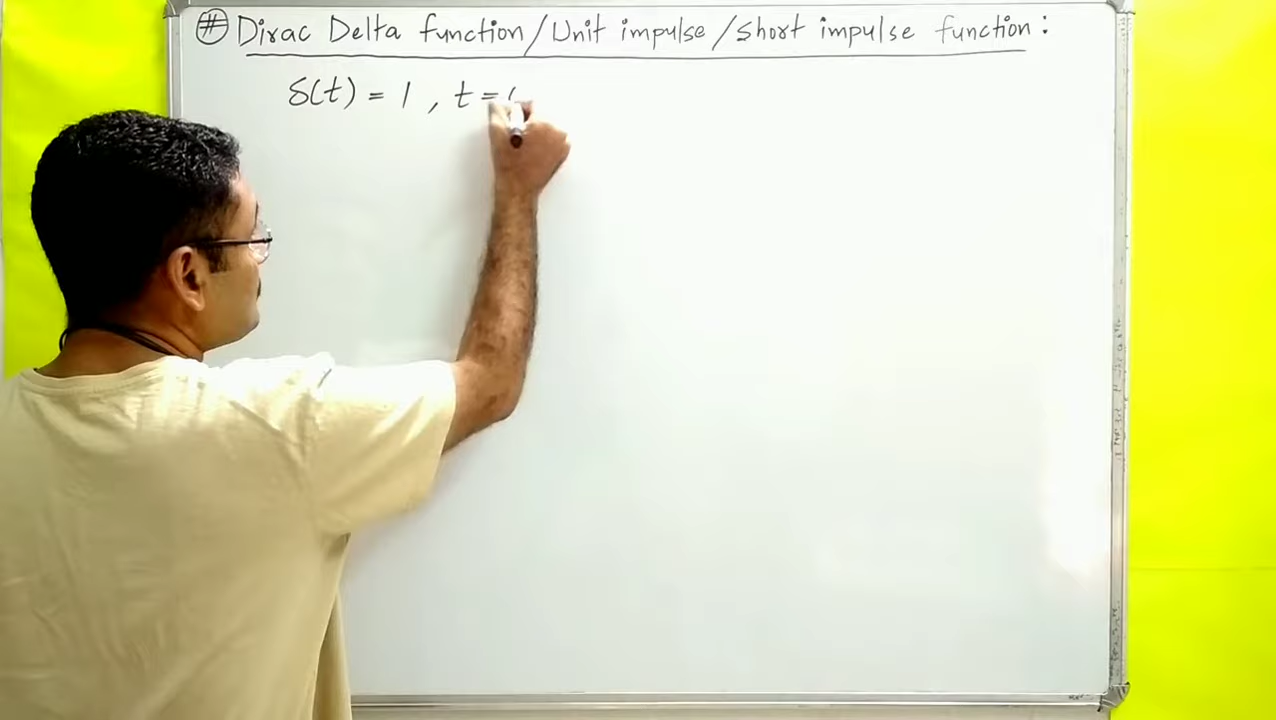 # Dirac Delta function/Unit impulse/short impulse function:
δ(t) = 1, t =